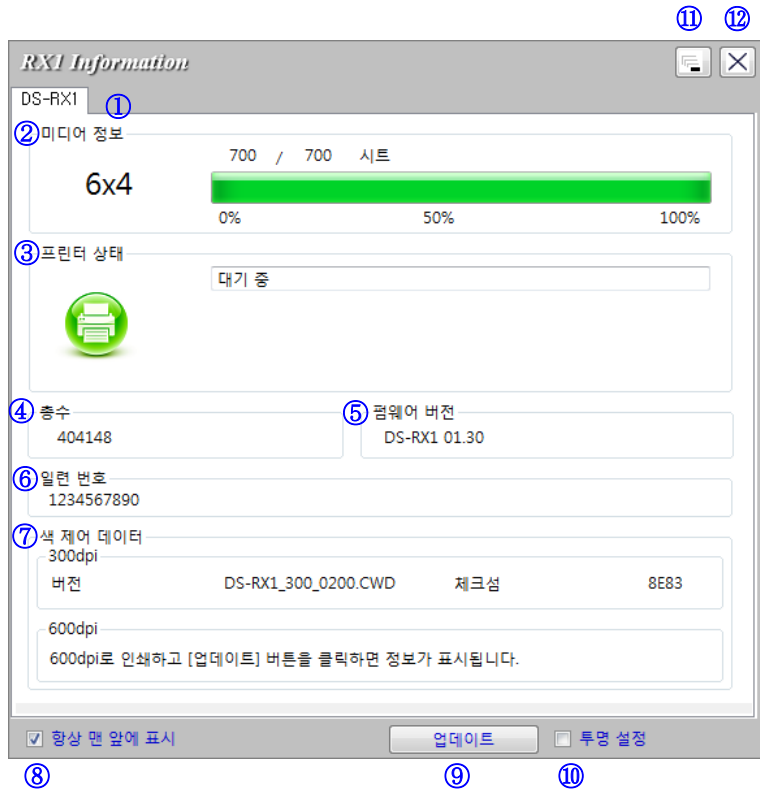 ⑪ ⑫
RX1 Information
DS-RX1 ①
② 미디어 정보
700 / 700 시트
6x4
0% 50% 100%
③ 프린터 상태
대기 중
④ 총수 ⑤ 펌웨어 버전
404148 DS-RX1 01.30
⑥ 일련 번호
1234567890
⑦ 색 제어 데이터
300dpi
버전 DS-RX1_300_0200.CWD 체크섬 8E83
600dpi
600dpi로 인쇄하고 [업데이트] 버튼을 클릭하면 정보가 표시됩니다.
항상 맨 앞에 표시 업데이트 투명 설정
⑧ ⑨ ⑩